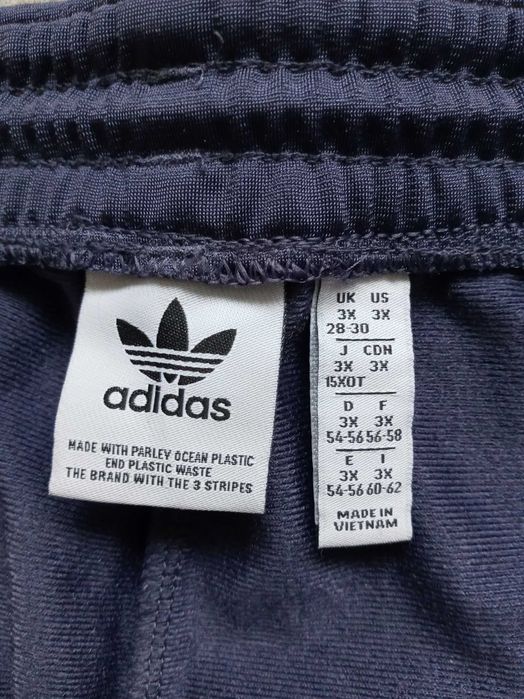 adidas
MADE WITH PARLEY OCEAN PLASTIC
END PLASTIC WASTE
THE BRAND WITH THE 3 STRIPES
UK US
3X 3X
28-30
J CDN
3X 3X
15XOT
D F
3X 3X
54-56 56-58
E I
3X 3X
54-56 60-62
MADE IN
VIETNAM